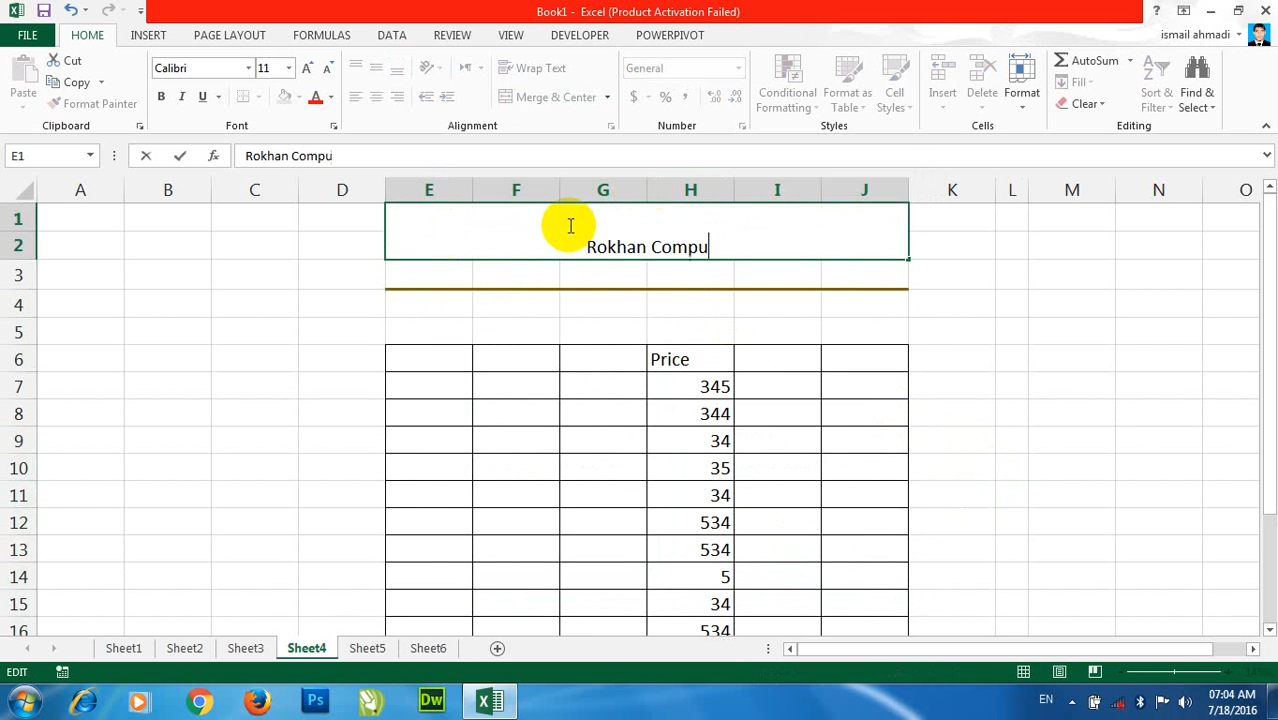 Book1 - Excel (Product Activation Failed)
FILE HOME INSERT PAGE LAYOUT FORMULAS DATA REVIEW VIEW DEVELOPER POWERPIVOT ismail ahmadi
Cut
Copy
Format Painter
Paste
Clipboard
Calibri 11
B I U
Font
Wrap Text
Merge & Center
Alignment
General
$ % ,
Number
Conditional Formatting
Format as Table
Cell Styles
Styles
Insert
Delete
Format
Cells
AutoSum
Fill
Clear
Sort & Filter
Find & Select
Editing
E1 fx Rokhan Compu
A B C D E F G H I J K L M N O
1
2 Rokhan Compu
3
4
5
6 Price
7 345
8 344
9 34
10 35
11 34
12 534
13 534
14 5
15 34
16 534
Sheet1 Sheet2 Sheet3 Sheet4 Sheet5 Sheet6
EDIT
Ps Dw EN 07:04 AM
7/18/2016